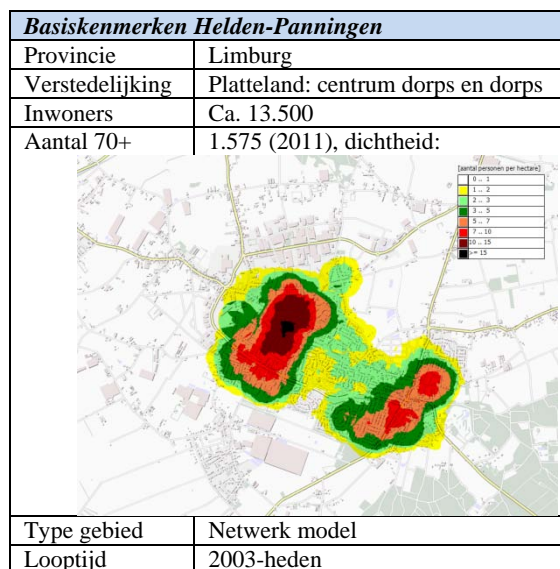 Basiskenmerken Helden-Panningen
Provincie Limburg
Verstedelijking Platteland: centrum dorps en dorps
Inwoners Ca. 13.500
Aantal 70+ 1.575 (2011), dichtheid:
[aantal personen per hectare]
0 .. 1
1 .. 2
2 .. 3
3 .. 5
5 .. 7
7 .. 10
10 .. 15
>= 15
Type gebied Netwerk model
Looptijd 2003-heden